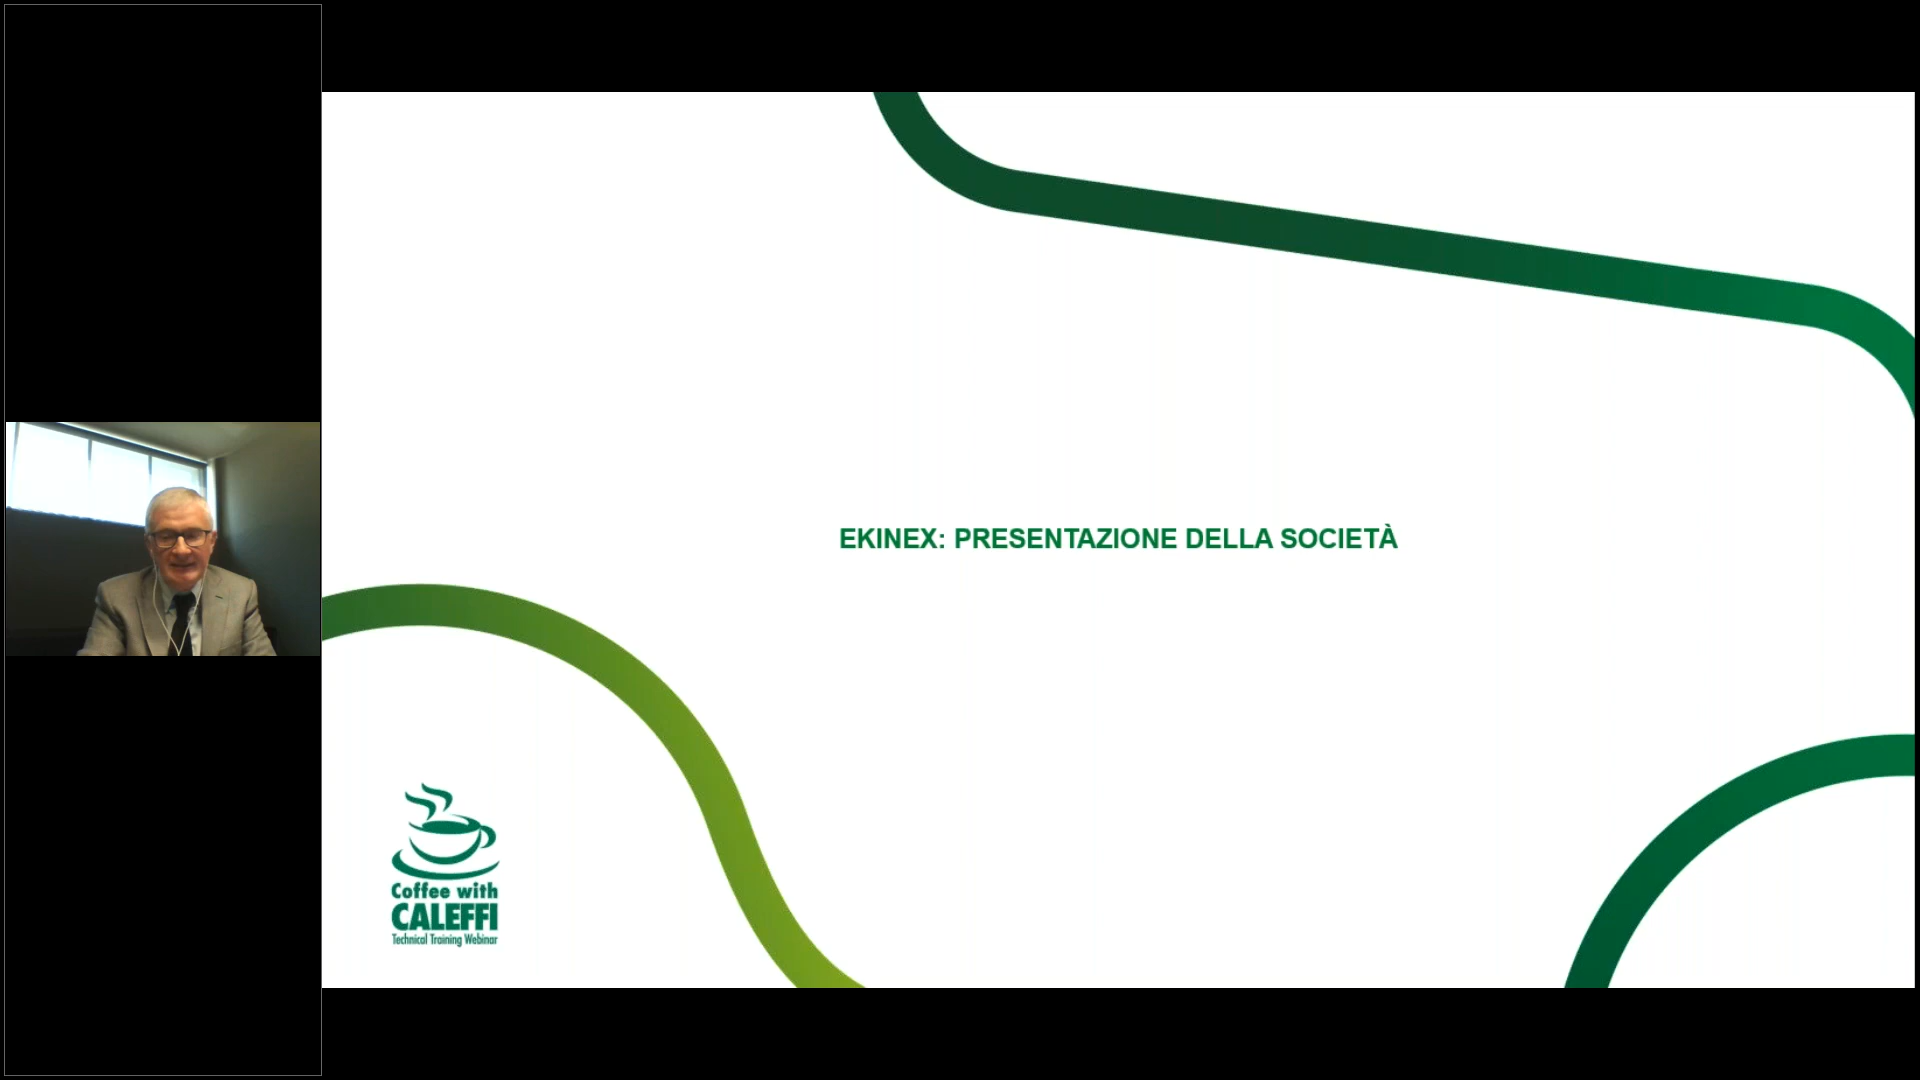 EKINEX: PRESENTAZIONE DELLA SOCIETÀ
Coffee with
CALEFFI
Technical Training Webinar